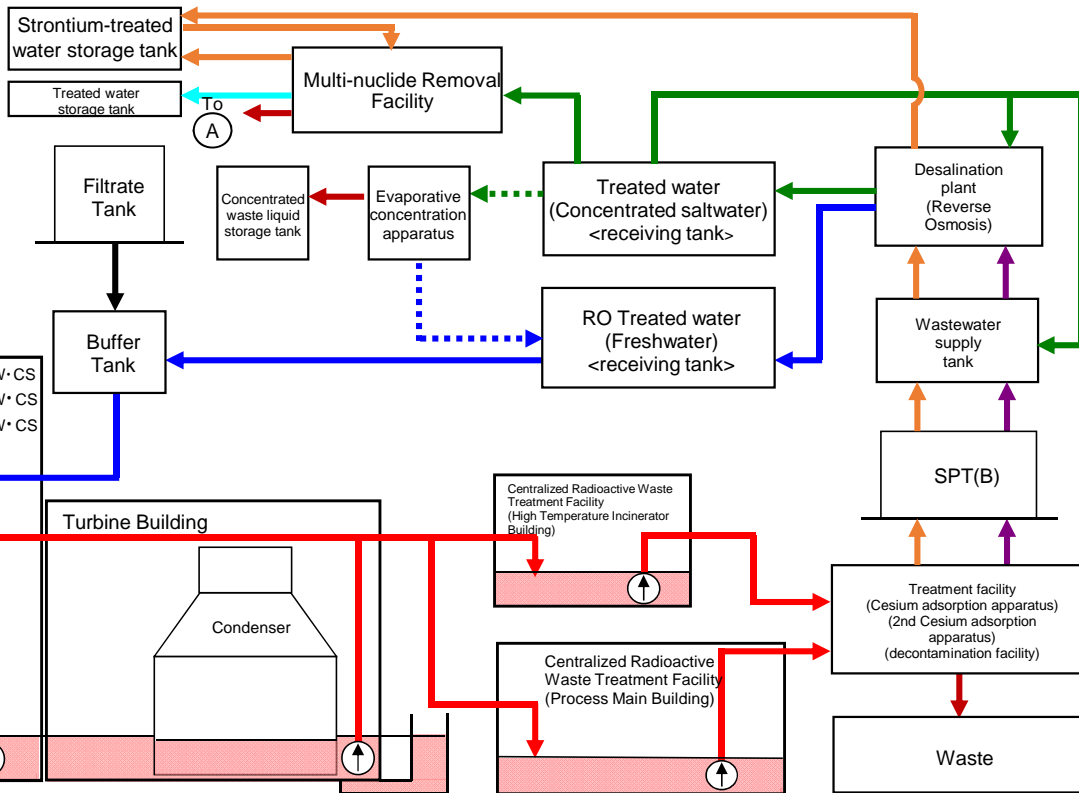 Strontium-treated
water storage tank
Multi-nuclide Removal
Facility
Treated water
storage tank
To
A
Filtrate
Tank
Concentrated
waste liquid
storage tank
Evaporative
concentration
apparatus
Treated water
(Concentrated saltwater)
<receiving tank>
Desalination
plant
(Reverse
Osmosis)
Buffer
Tank
RO Treated water
(Freshwater)
<receiving tank>
Wastewater
supply
tank
W・CS
W・CS
W・CS
SPT(B)
Turbine Building
Condenser
Centralized Radioactive Waste
Treatment Facility
(High Temperature Incinerator
Building)
Treatment facility
(Cesium adsorption apparatus)
(2nd Cesium adsorption
apparatus)
(decontamination facility)
Centralized Radioactive
Waste Treatment Facility
(Process Main Building)
Waste